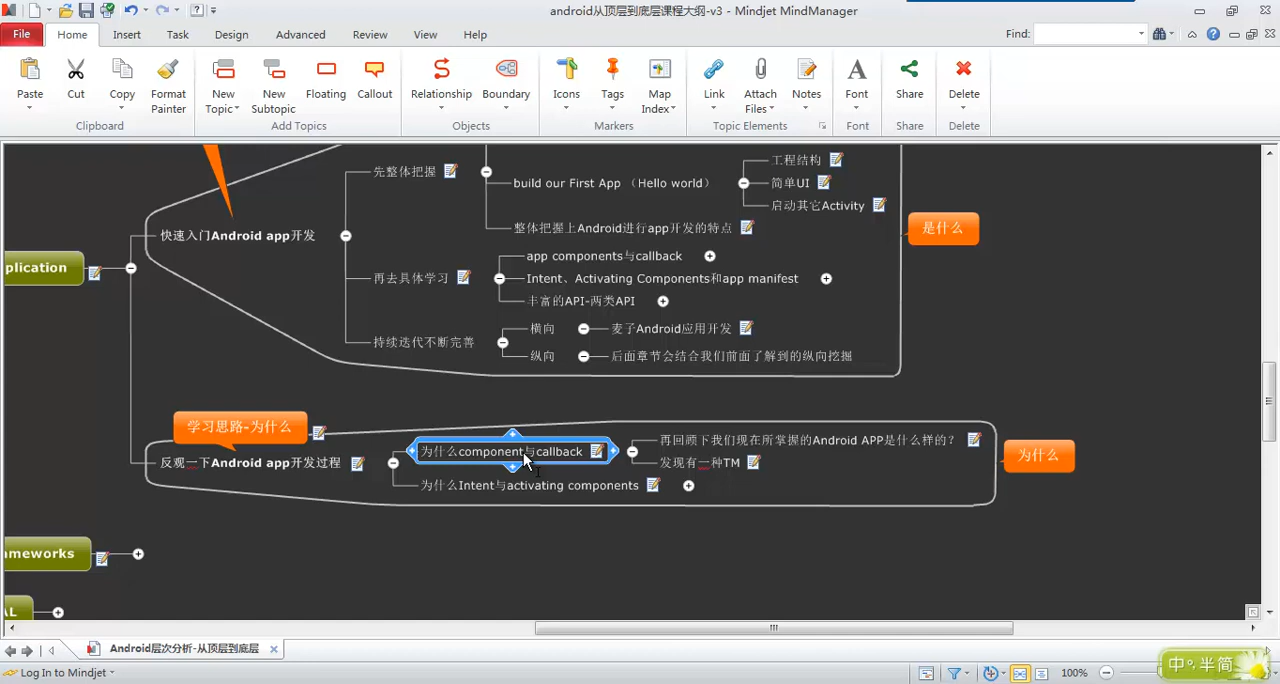 android从顶层到底层课程大纲-v3 - Mindjet MindManager
File Home Insert Task Design Advanced Review View Help Find:
Paste Cut Copy Format Painter New Topic New Subtopic Floating Callout Relationship Boundary Icons Tags Map Index Link Attach Files Notes Font Share Delete
Clipboard Add Topics Objects Markers Topic Elements Font Share Delete
先整体把握
build our First App （Hello world）
工程结构
简单UI
启动其它Activity
整体把握上Android进行app开发的特点
是什么
快速入门Android app开发
plication
再去具体学习
app components与callback
Intent、Activating Components和app manifest
丰富的API-两类API
持续迭代不断完善
横向
麦子Android应用开发
纵向
后面章节会结合我们前面了解到的纵向挖掘
学习思路-为什么
反观一下Android app开发过程
为什么component与callback
再回顾下我们现在所掌握的Android APP是什么样的？
发现有一种TM
为什么Intent与activating components
为什么
ameworks
AL
Android层次分析-从顶层到底层
Log In to Mindjet
100%
中 半 简